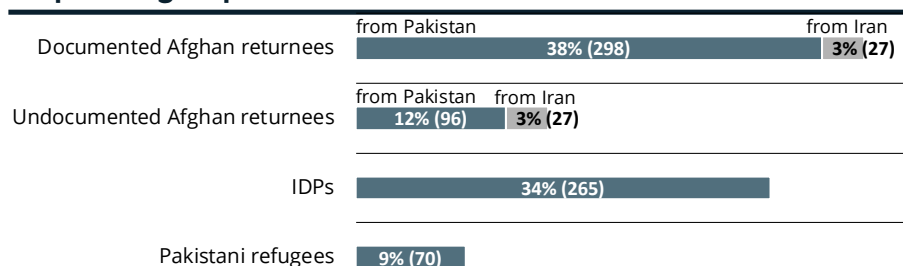 from Pakistan from Iran
Documented Afghan returnees 38% (298) 3% (27)
from Pakistan from Iran
Undocumented Afghan returnees 12% (96) 3% (27)
IDPs 34% (265)
Pakistani refugees 9% (70)